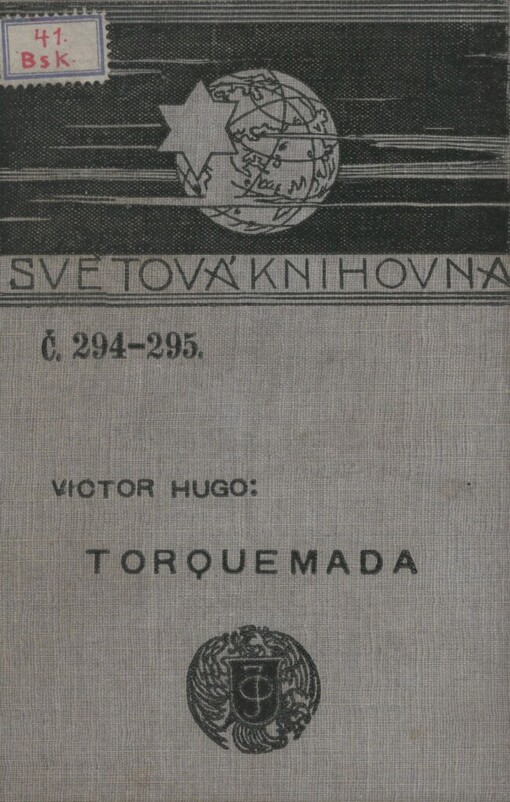 41.
Bsk.
SVĚTOVÁ KNIHOVNA
Č. 294-295.
VICTOR HUGO:
TORQUEMADA